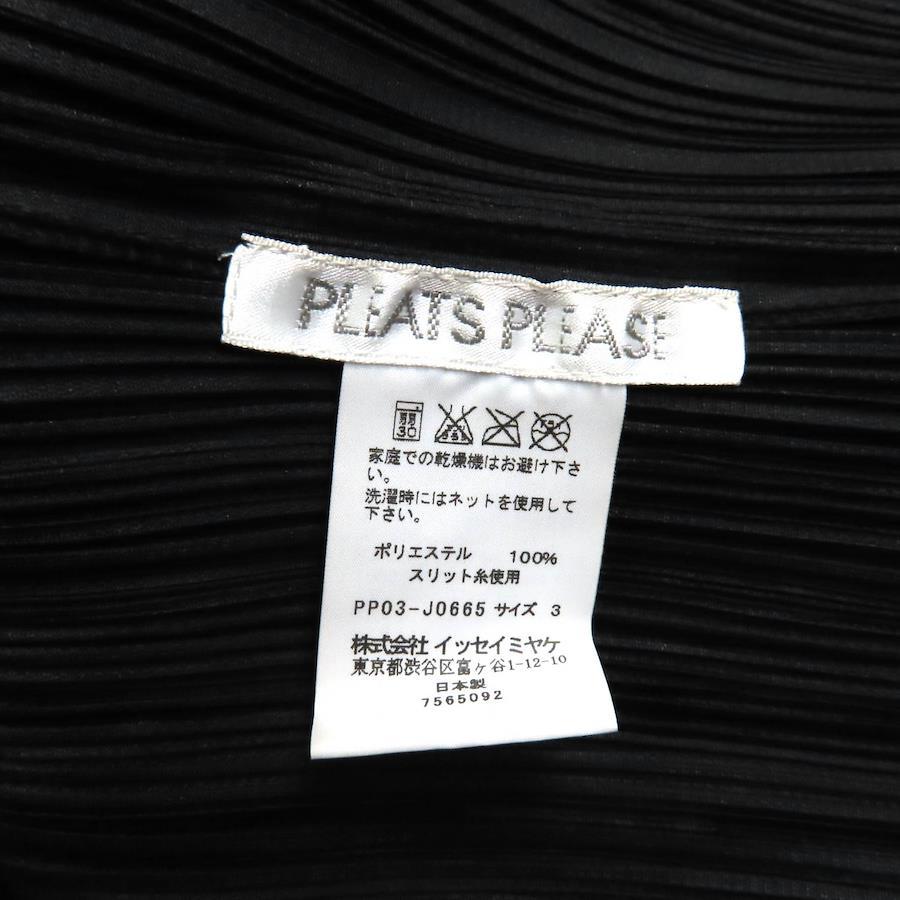 PLEATS PLEASE
弱
30
家庭での乾燥機はお避け下さ
い。
洗濯時にはネットを使用して
下さい。
ポリエステル 100%
スリット糸使用
PP03-J0665 サイズ 3
株式会社 イッセイミヤケ
東京都渋谷区富ヶ谷1-12-10
日本製
7565092